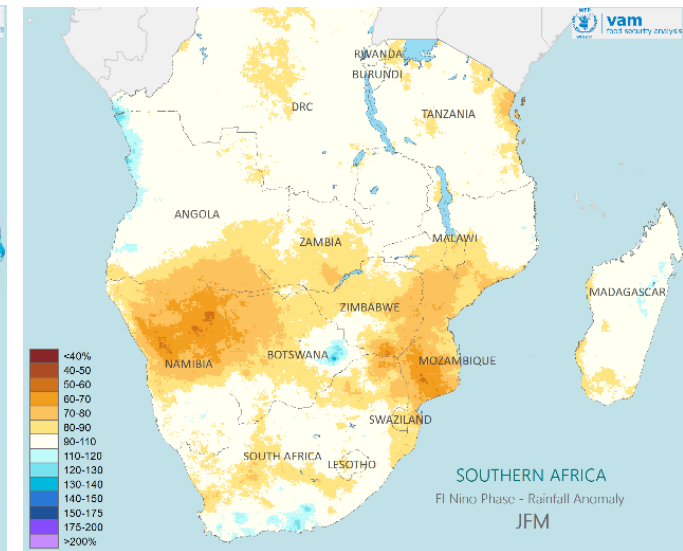 WFP
vam
food security analysis
RWANDA
BURUNDI
DRC
TANZANIA
ANGOLA
ZAMBIA
MALAWI
MADAGASCAR
ZIMBABWE
NAMIBIA
BOTSWANA
MOZAMBIQUE
SWAZILAND
SOUTH AFRICA
LESOTHO
<40%
40-50
50-60
60-70
70-80
80-90
90-110
110-120
120-130
130-140
140-150
150-175
175-200
>200%
SOUTHERN AFRICA
El Nino Phase - Rainfall Anomaly
JFM